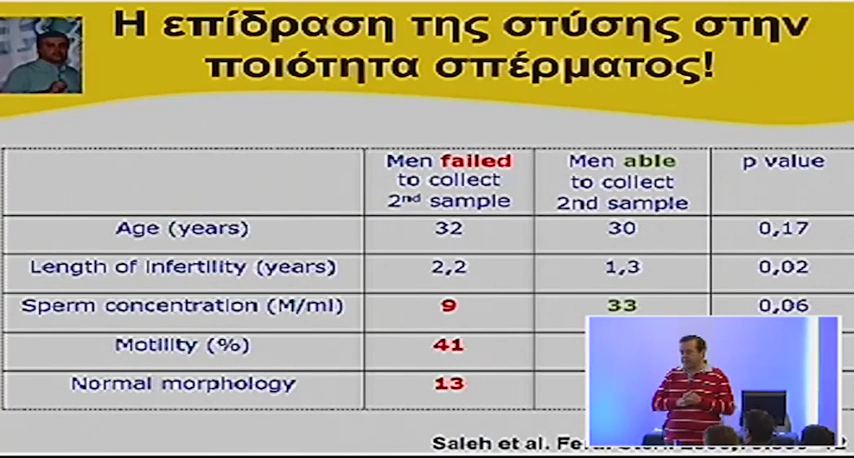 Η επίδραση της στύσης στην
ποιότητα σπέρματος!
Men failed to collect 2nd sample
Men able to collect 2nd sample
p value
Age (years) 32 30 0,17
Length of infertility (years) 2,2 1,3 0,02
Sperm concentration (M/ml) 9 33 0,06
Motility (%) 41
Normal morphology 13
Saleh et al.